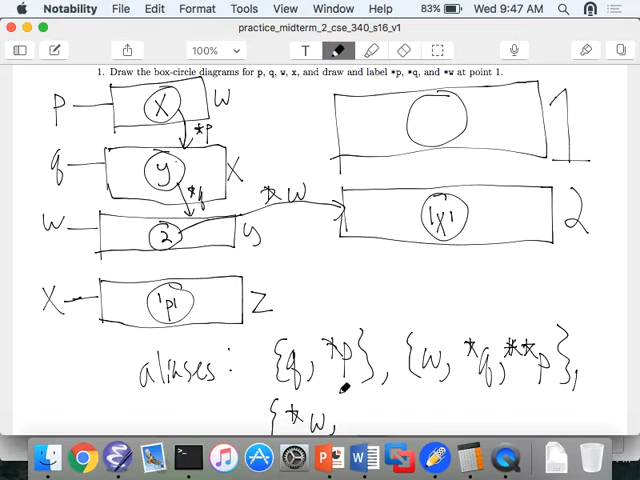 Notability File Edit Tools View Window Help 83% Wed 9:47 AM
practice_midterm_2_cse_340_s16_v1
100% T
1. Draw the box-circle diagrams for p, q, w, x, and draw and label *p, *q, and *w at point 1.
P X W 1
*p
q y X
*q *w
w 2 y 'x' 2
X 'p' Z
aliases: {q, *p}, {w, *q, **p},
{*w,